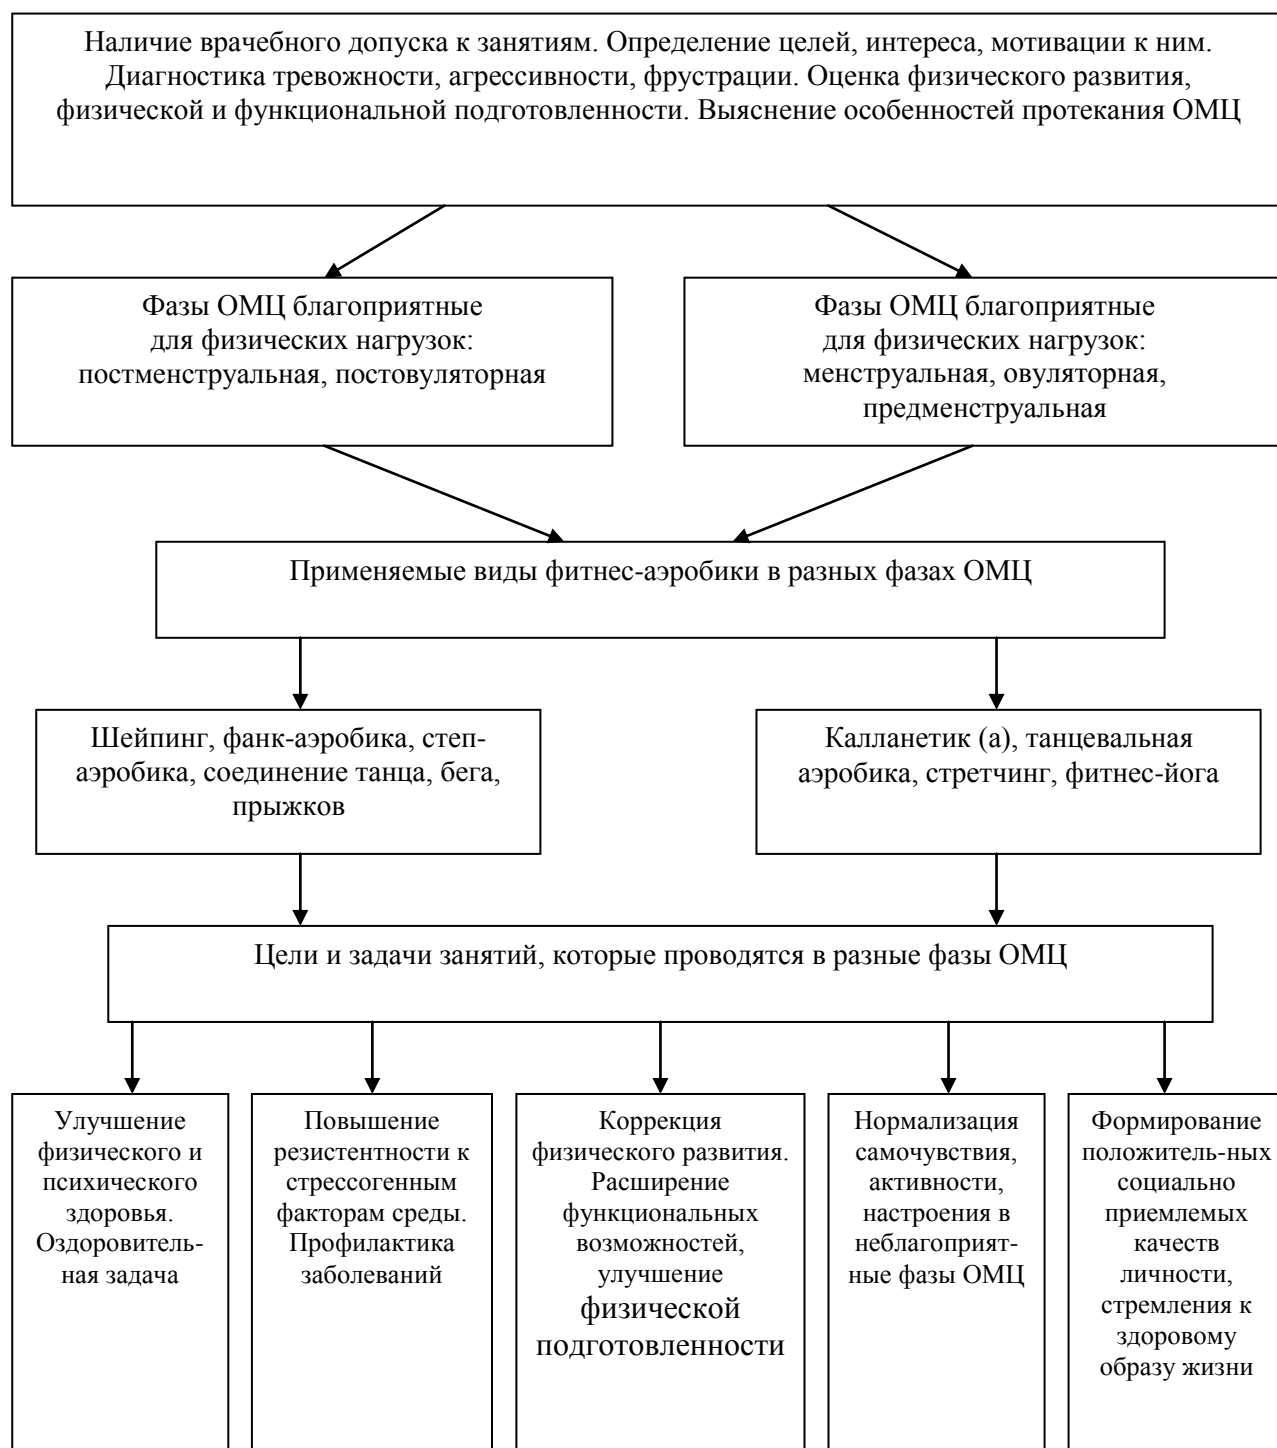 Наличие врачебного допуска к занятиям. Определение целей, интереса, мотивации к ним.
Диагностика тревожности, агрессивности, фрустрации. Оценка физического развития,
физической и функциональной подготовленности. Выяснение особенностей протекания ОМЦ
Фазы ОМЦ благоприятные
для физических нагрузок:
постменструальная, постовуляторная
Фазы ОМЦ благоприятные
для физических нагрузок:
менструальная, овуляторная,
предменструальная
Применяемые виды фитнес-аэробики в разных фазах ОМЦ
Шейпинг, фанк-аэробика, степ-
аэробика, соединение танца, бега,
прыжков
Калланетик (а), танцевальная
аэробика, стретчинг, фитнес-йога
Цели и задачи занятий, которые проводятся в разные фазы ОМЦ
Улучшение
физического и
психического
здоровья.
Оздоровитель-
ная задача
Повышение
резистентности к
стрессогенным
факторам среды.
Профилактика
заболеваний
Коррекция
физического развития.
Расширение
функциональных
возможностей,
улучшение
физической
подготовленности
Нормализация
самочувствия,
активности,
настроения в
неблагоприят-
ные фазы ОМЦ
Формирование
положитель-ных
социально
приемлемых
качеств
личности,
стремления к
здоровому
образу жизни